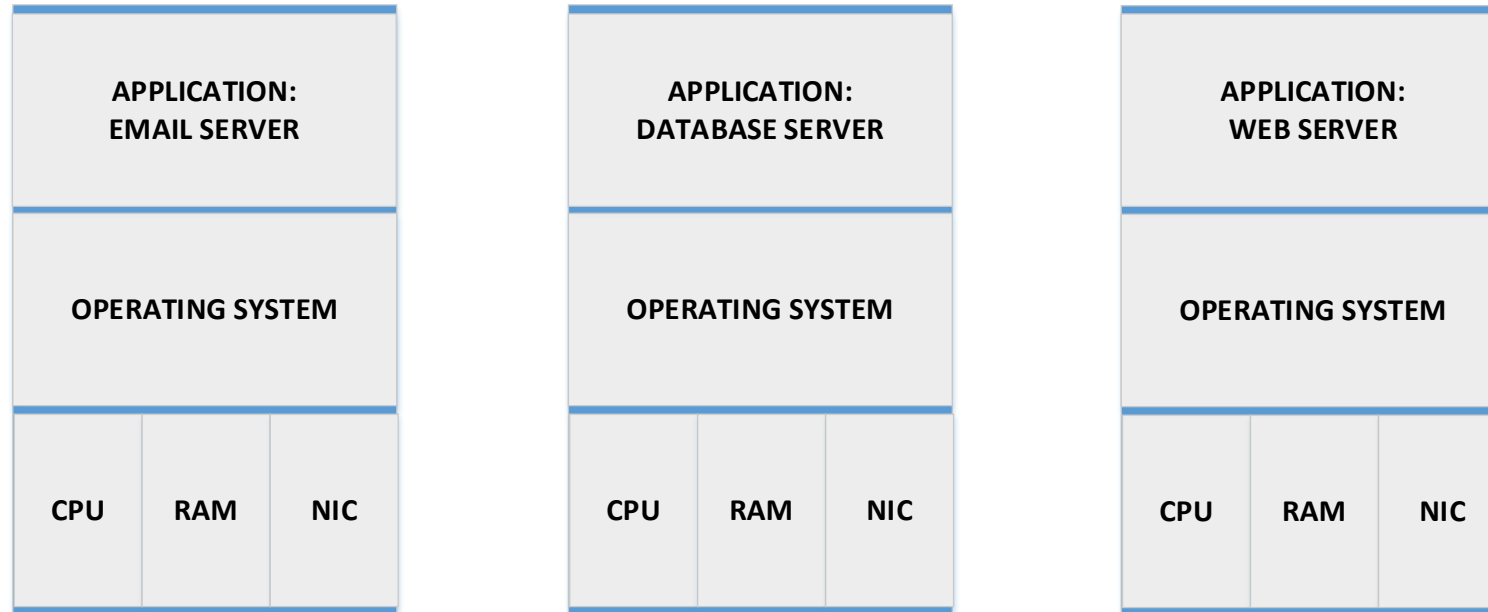 APPLICATION:
EMAIL SERVER
OPERATING SYSTEM
CPU RAM NIC
APPLICATION:
DATABASE SERVER
OPERATING SYSTEM
CPU RAM NIC
APPLICATION:
WEB SERVER
OPERATING SYSTEM
CPU RAM NIC